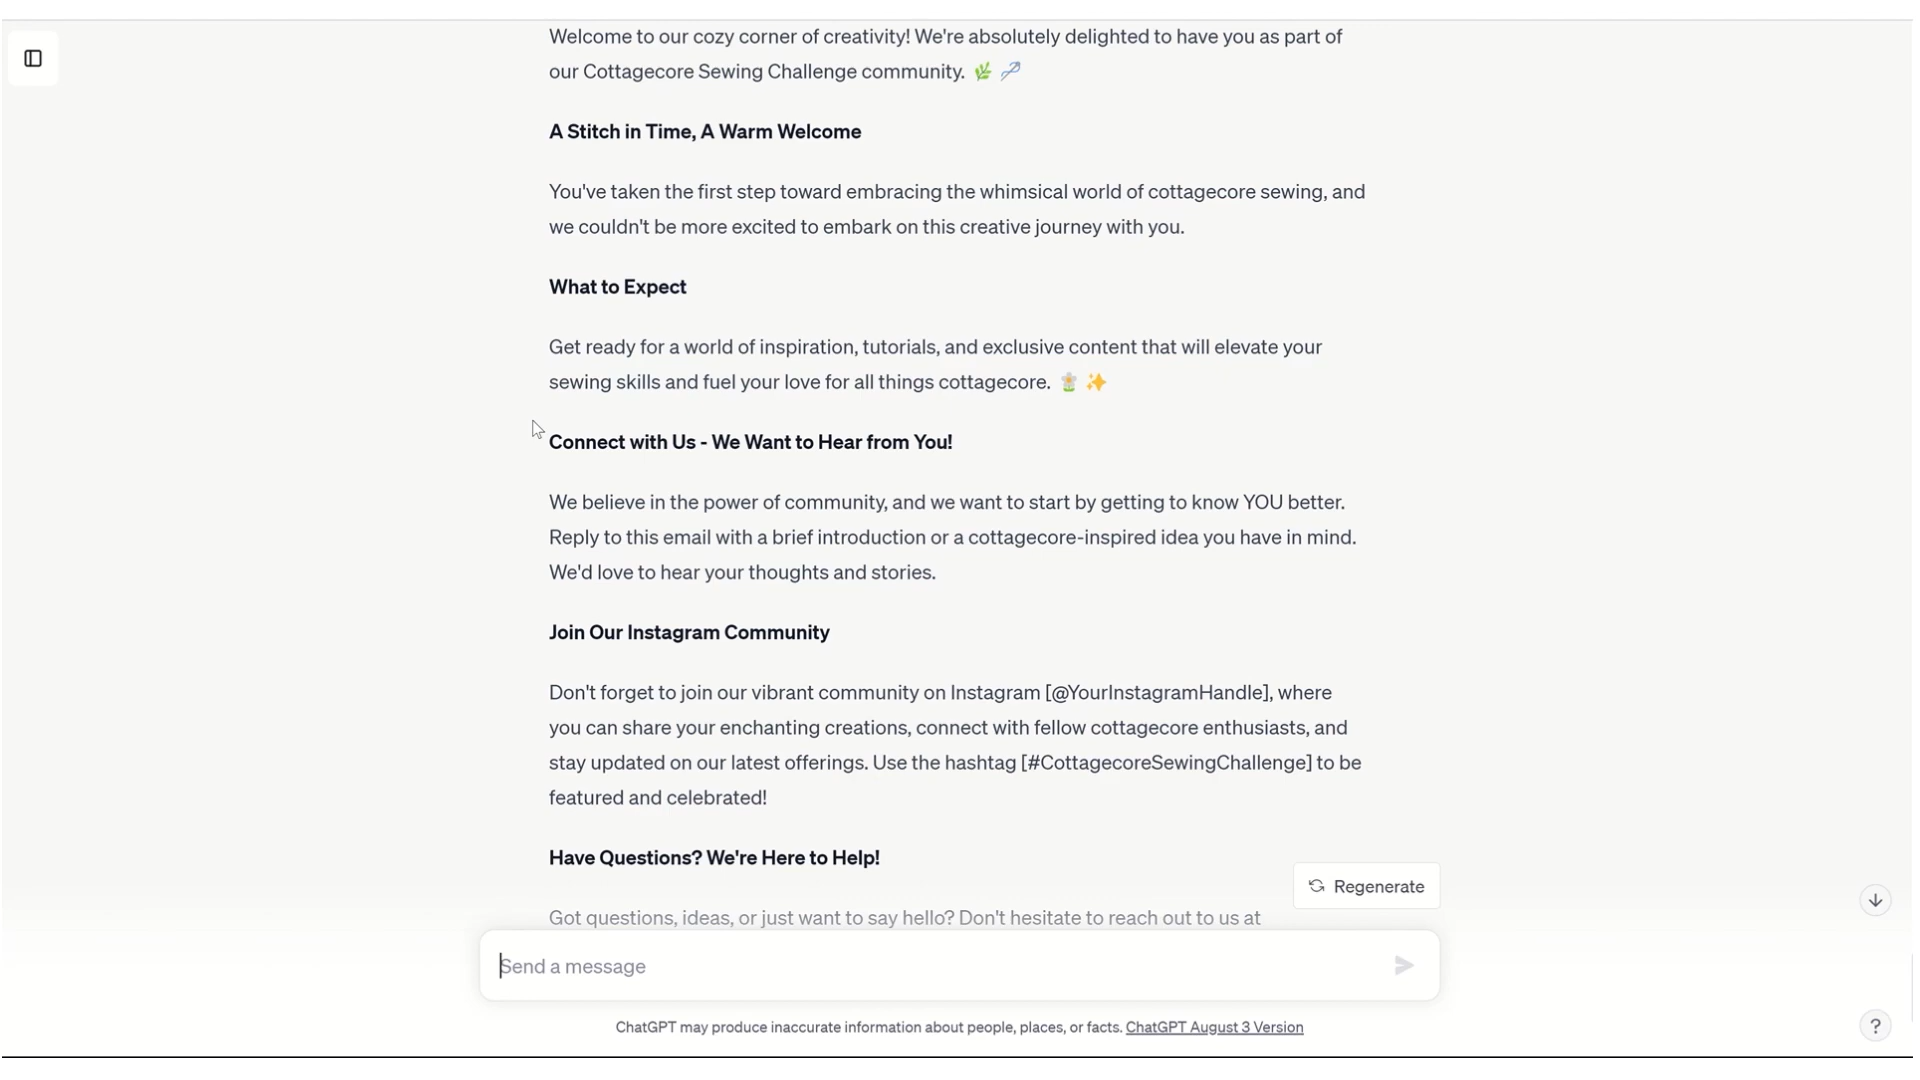 Welcome to our cozy corner of creativity! We're absolutely delighted to have you as part of
our Cottagecore Sewing Challenge community. 🌿 🪡
A Stitch in Time, A Warm Welcome
You've taken the first step toward embracing the whimsical world of cottagecore sewing, and
we couldn't be more excited to embark on this creative journey with you.
What to Expect
Get ready for a world of inspiration, tutorials, and exclusive content that will elevate your
sewing skills and fuel your love for all things cottagecore. 🌼 ✨
Connect with Us - We Want to Hear from You!
We believe in the power of community, and we want to start by getting to know YOU better.
Reply to this email with a brief introduction or a cottagecore-inspired idea you have in mind.
We'd love to hear your thoughts and stories.
Join Our Instagram Community
Don't forget to join our vibrant community on Instagram [@YourInstagramHandle], where
you can share your enchanting creations, connect with fellow cottagecore enthusiasts, and
stay updated on our latest offerings. Use the hashtag [#CottagecoreSewingChallenge] to be
featured and celebrated!
Have Questions? We're Here to Help!
Regenerate
Got questions, ideas, or just want to say hello? Don't hesitate to reach out to us at
Send a message
ChatGPT may produce inaccurate information about people, places, or facts. ChatGPT August 3 Version
?